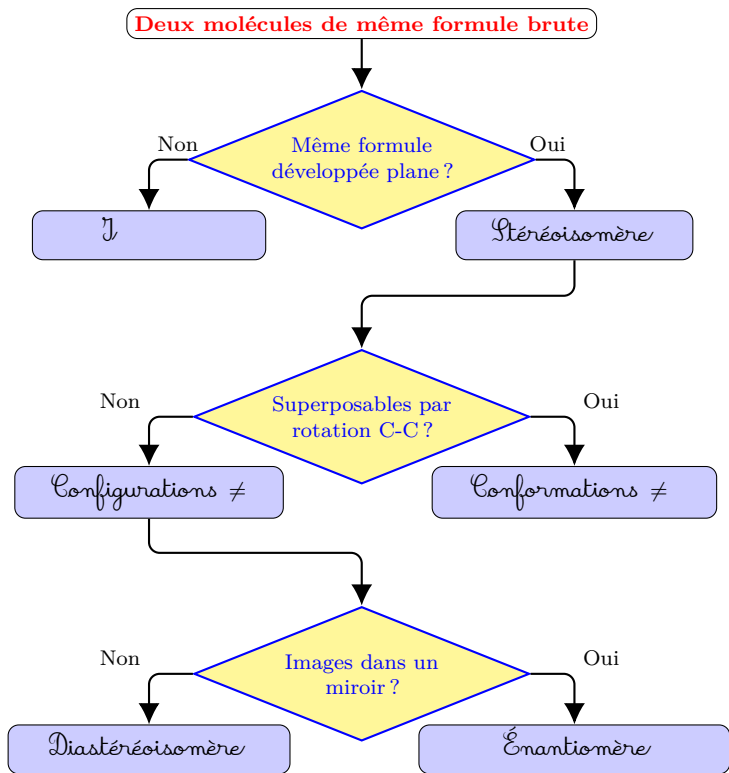 Deux molécules de même formule brute
Non
Oui
Même formule
développée plane ?
I
Stéréoisomère
Non
Oui
Superposables par
rotation C-C ?
Configurations ≠
Conformations ≠
Non
Oui
Images dans un
miroir ?
Diastéréoisomère
Énantiomère